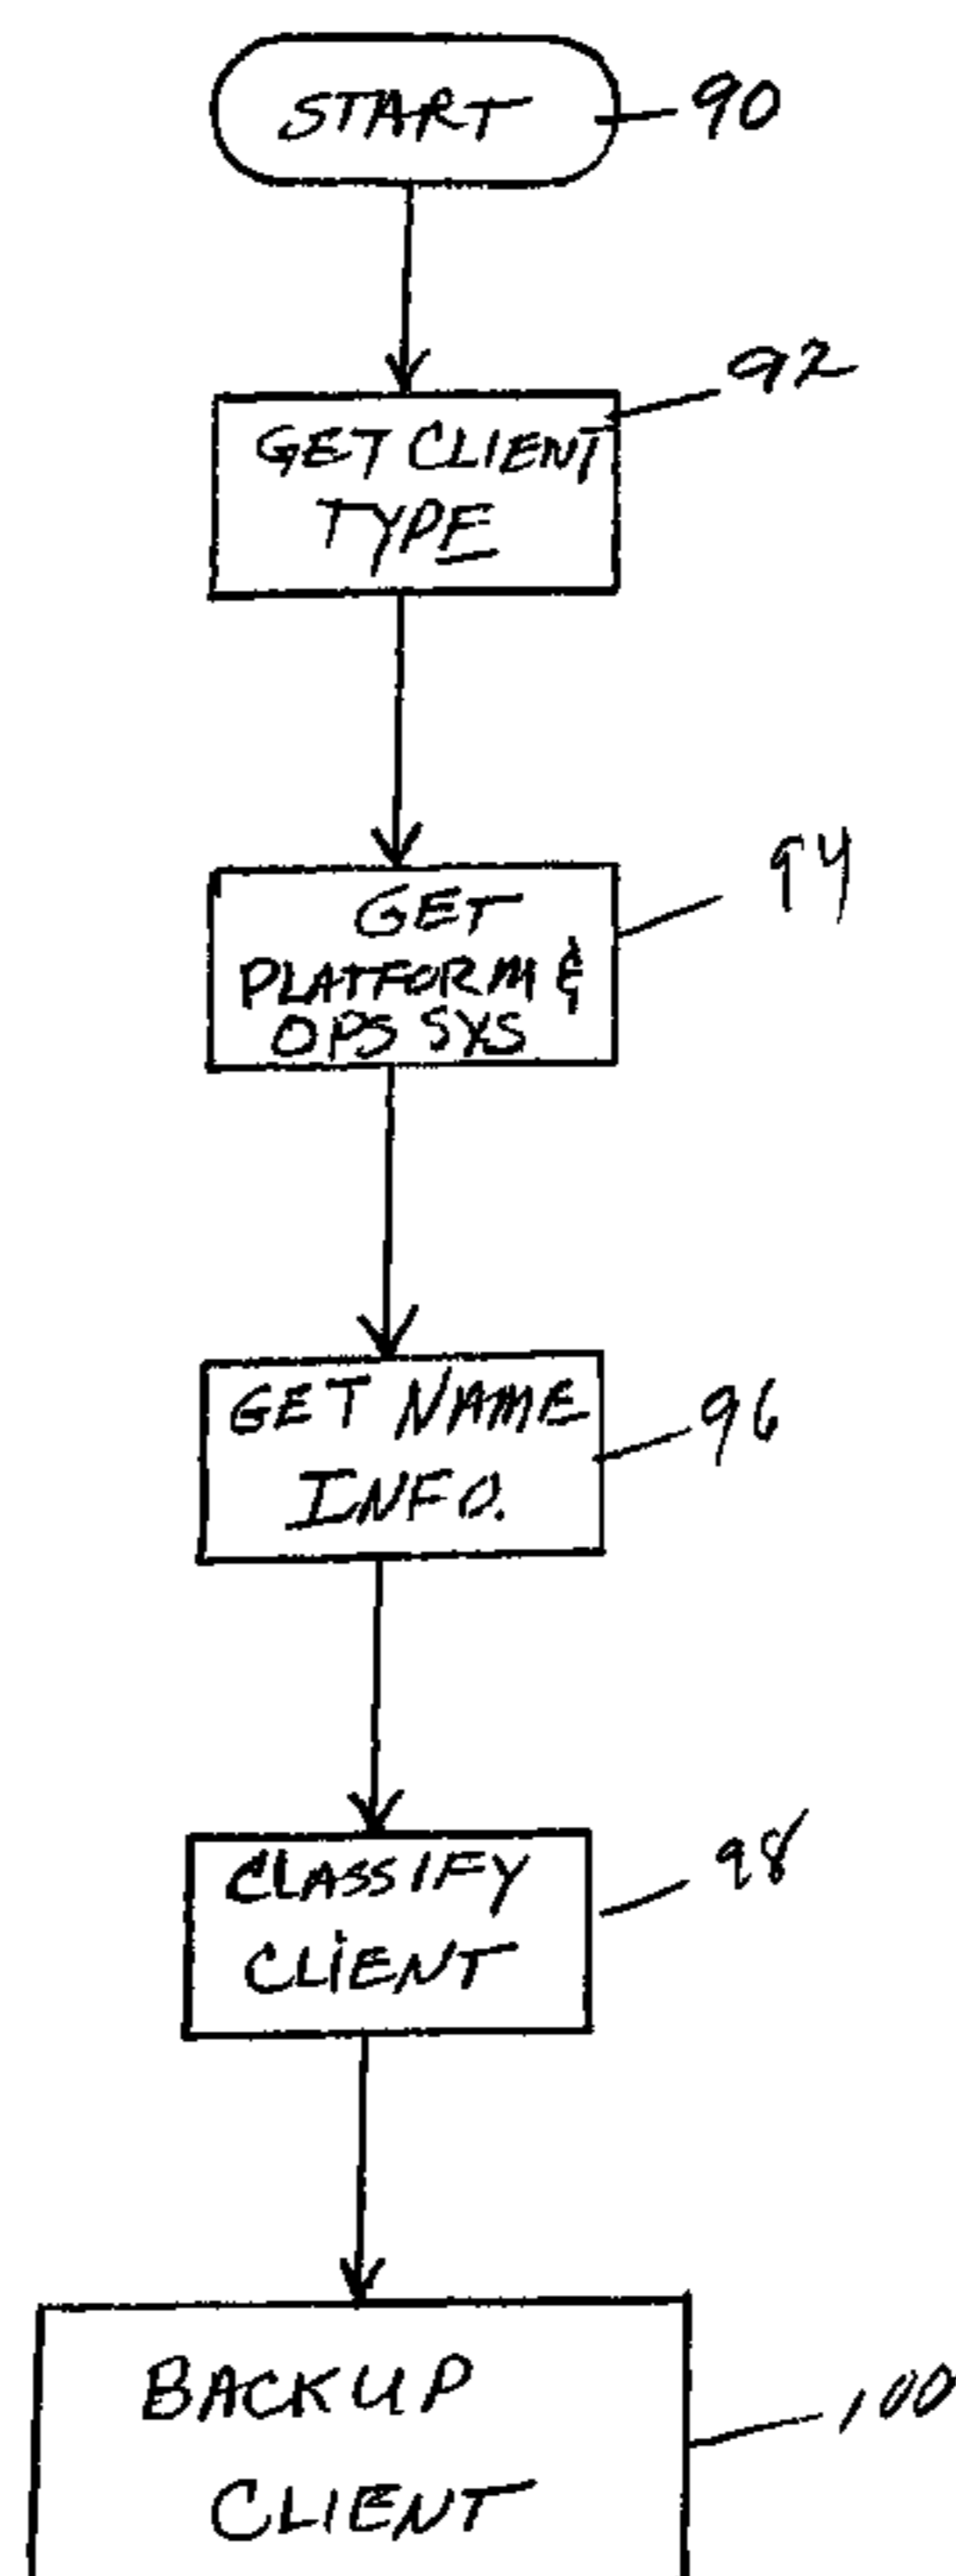 START 90
92
GET CLIENT
TYPE
94
GET
PLATFORM &
OPS SYS
96
GET NAME
INFO.
98
CLASSIFY
CLIENT
BACKUP
100
CLIENT